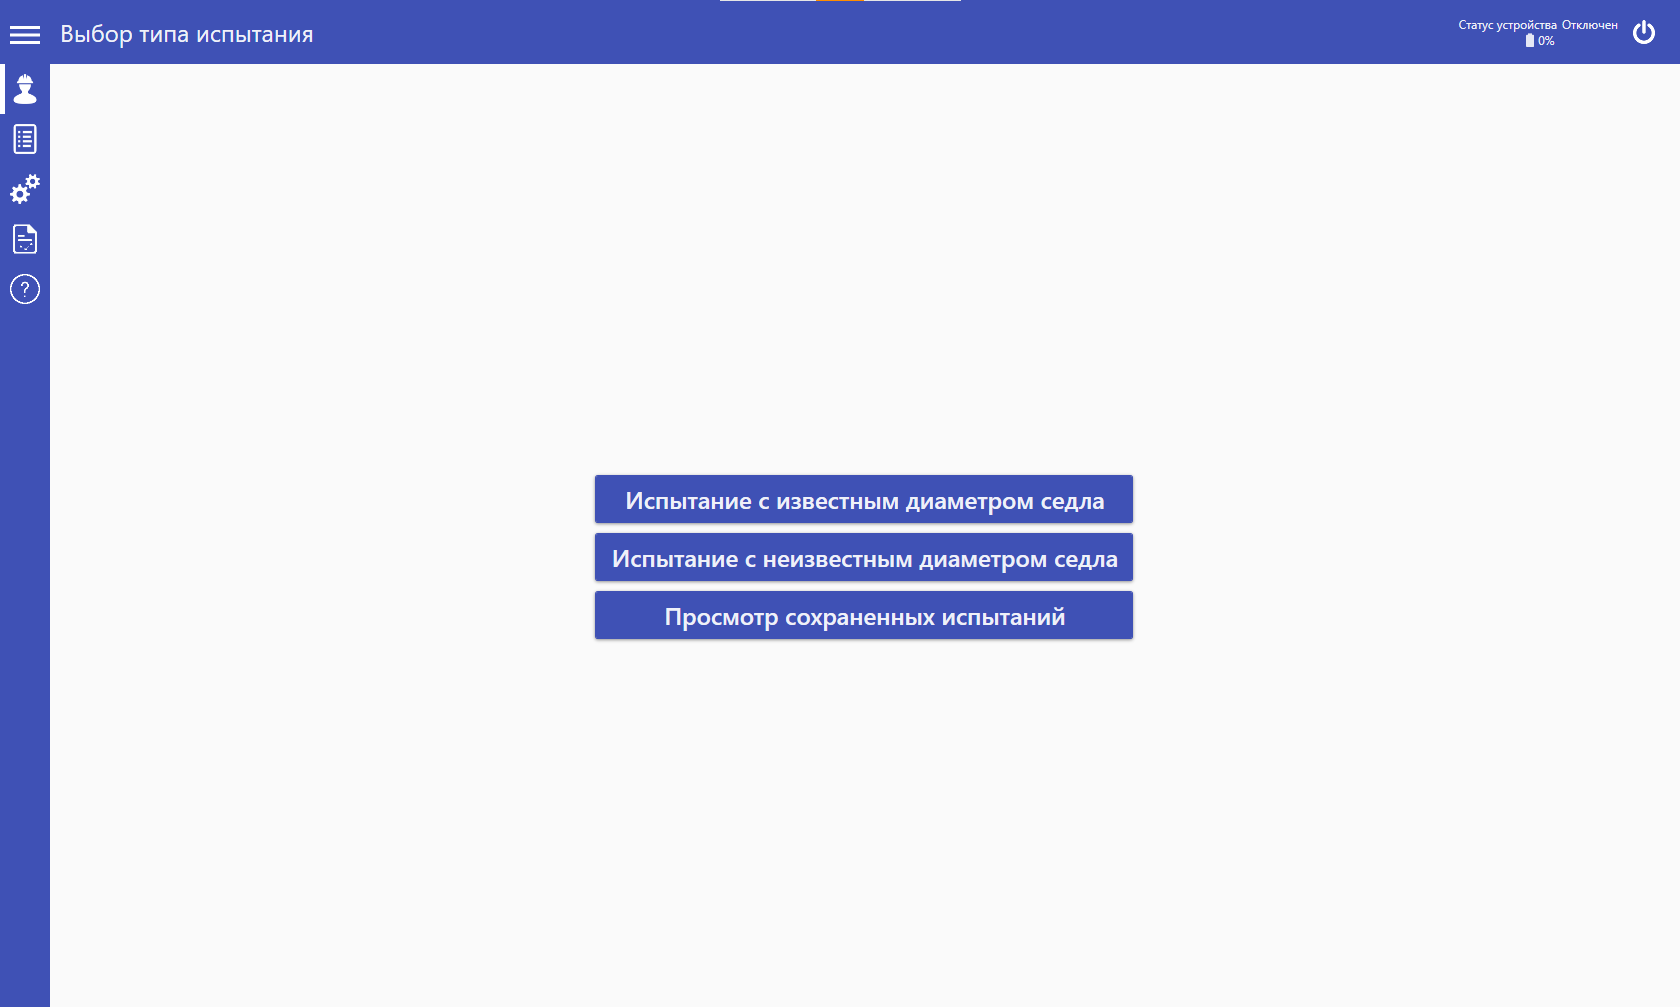 Выбор типа испытания
Статус устройства Отключен
0%
?
Испытание с известным диаметром седла
Испытание с неизвестным диаметром седла
Просмотр сохраненных испытаний